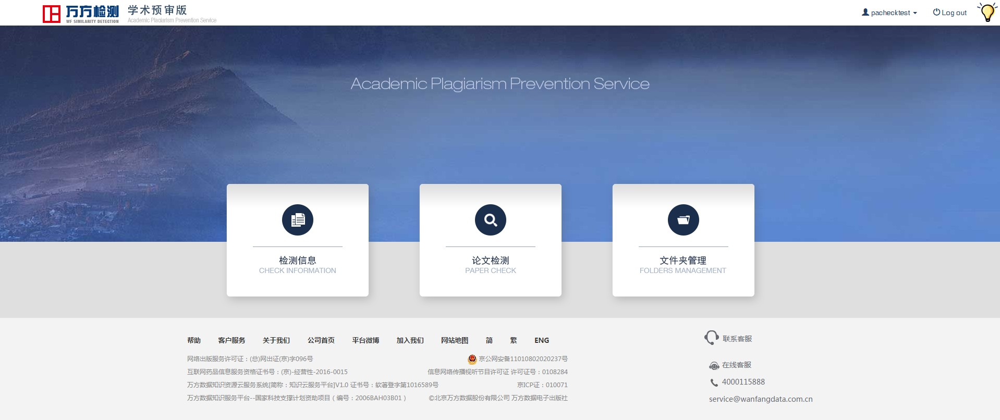 万方检测
WF SIMILARITY DETECTION
学术预审版
Academic Plagiarism Prevention Service
pachecktest
Log out
Academic Plagiarism Prevention Service
检测信息
CHECK INFORMATION
论文检测
PAPER CHECK
文件夹管理
FOLDERS MANAGEMENT
帮助 客户服务 关于我们 公司首页 平台微博 加入我们 网站地图 简 繁 ENG
网络出版服务许可证：(总)网出证(京)字096号 京公网安备11010802020237号
互联网药品信息服务资格证书号：(京)-经营性-2016-0015 信息网络传播视听节目许可证 许可证号：0108284
万方数据知识资源云服务系统[简称：知识云服务平台]V1.0 证书号：软著登字第1016589号 京ICP证：010071
万方数据知识服务平台--国家科技支撑计划资助项目（编号：2006BAH03B01） ©北京万方数据股份有限公司 万方数据电子出版社
联系客服
在线客服
4000115888
service@wanfangdata.com.cn